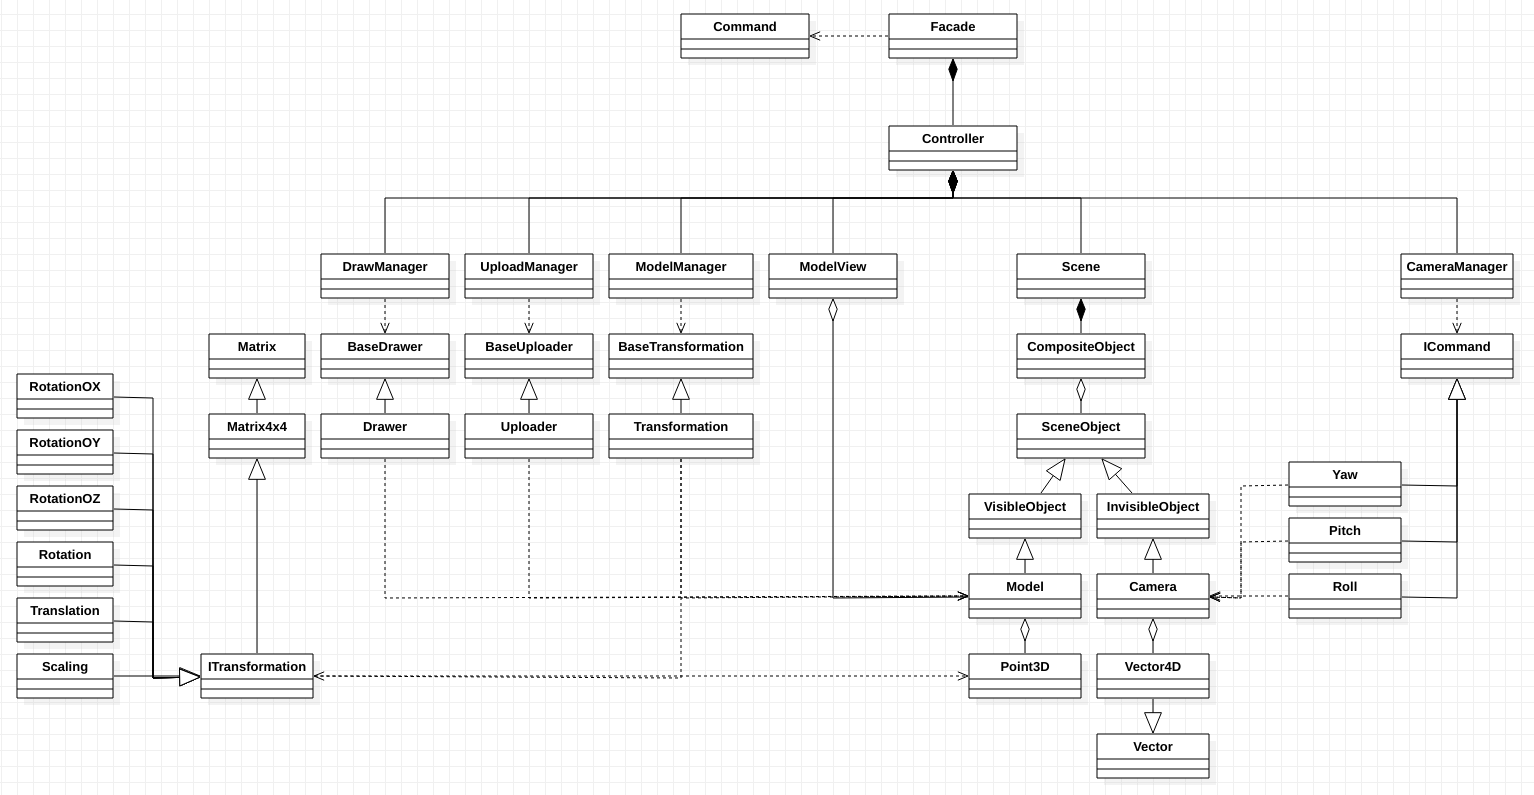 Command
Facade
Controller
DrawManager
UploadManager
ModelManager
ModelView
Scene
CameraManager
Matrix
BaseDrawer
BaseUploader
BaseTransformation
CompositeObject
ICommand
RotationOX
Matrix4x4
Drawer
Uploader
Transformation
SceneObject
RotationOY
Yaw
RotationOZ
VisibleObject
InvisibleObject
Pitch
Rotation
Model
Camera
Roll
Translation
Scaling
ITransformation
Point3D
Vector4D
Vector